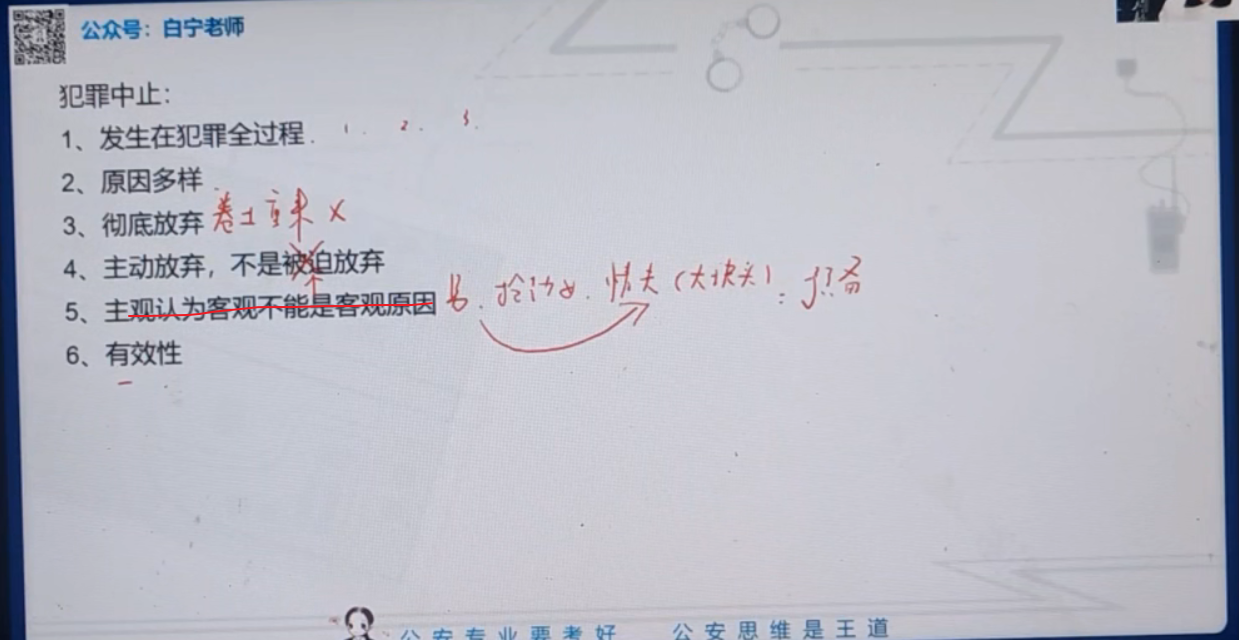 公众号：白宁老师
犯罪中止：
1、发生在犯罪全过程. 1. 2. 3.
2、原因多样.
3、彻底放弃 卷土重来 X
4、主动放弃，不是被迫放弃
5、主观认为客观不能是客观原因 (大块头)
6、有效性
公安专业要考好 公安思维是王道